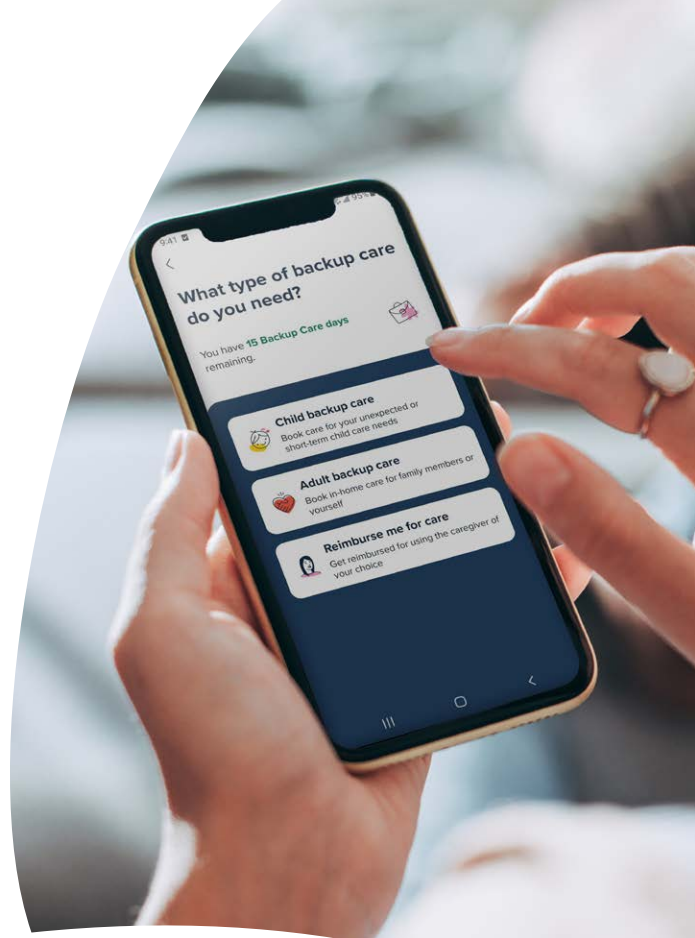 9:41
95%
What type of backup care
do you need?
You have 15 Backup Care days
remaining.
Child backup care
Book care for your unexpected or
short-term child care needs
Adult backup care
Book in-home care for family members or
yourself
Reimburse me for care
Get reimbursed for using the caregiver of
your choice